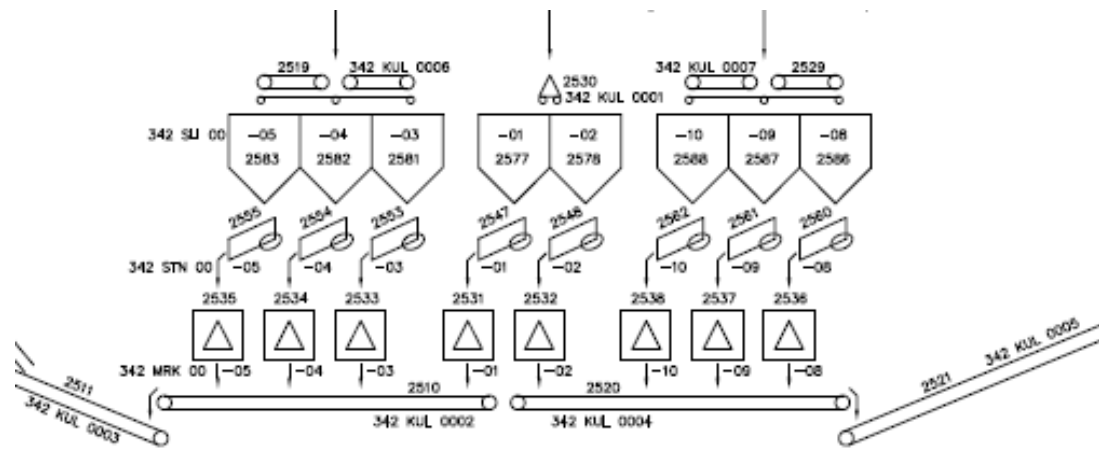 2519 342 KUL 0006 342 KUL 0007 2529
2530
342 KUL 0001
342 SIJ 00 -05 -04 -03 -01 -02 -10 -09 -08
2583 2582 2581 2577 2578 2588 2587 2586
2555 2554 2553 2547 2548 2562 2561 2560
342 STN 00 -05 -04 -03 -01 -02 -10 -09 -08
2535 2534 2533 2531 2532 2538 2537 2536
342 MRK 00 -05 -04 -03 -01 -02 -10 -09 -08
2511 2510 2520 2521 342 KUL 0005
342 KUL 0003 342 KUL 0002 342 KUL 0004